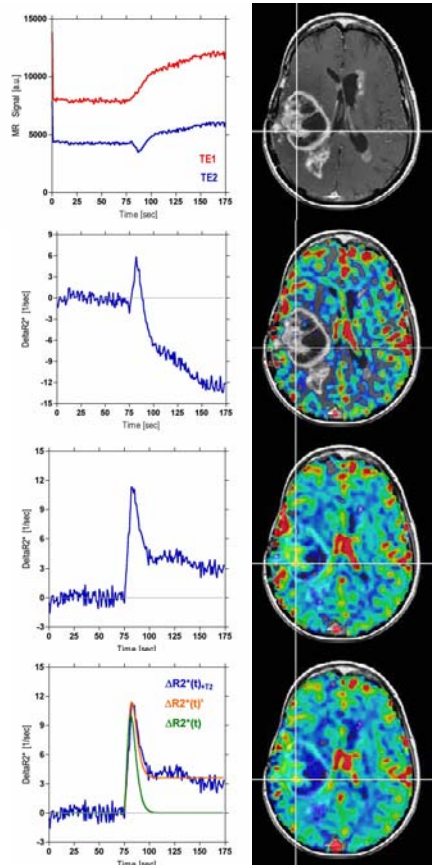 15000
10000
5000
0
MR Signal [a.u.]
TE1
TE2
0 25 50 75 100 125 150 175
Time [sec]
9
6
3
0
-3
-6
-9
-12
-15
DeltaR2* [1/sec]
0 25 50 75 100 125 150 175
Time [sec]
15
12
9
6
3
0
-3
DeltaR2* [1/sec]
0 25 50 75 100 125 150 175
Time [sec]
15
12
9
6
3
0
-3
DeltaR2* [1/sec]
ΔR2*(t)+T2
ΔR2*(t)'
ΔR2*(t)
0 25 50 75 100 125 150 175
Time [sec]